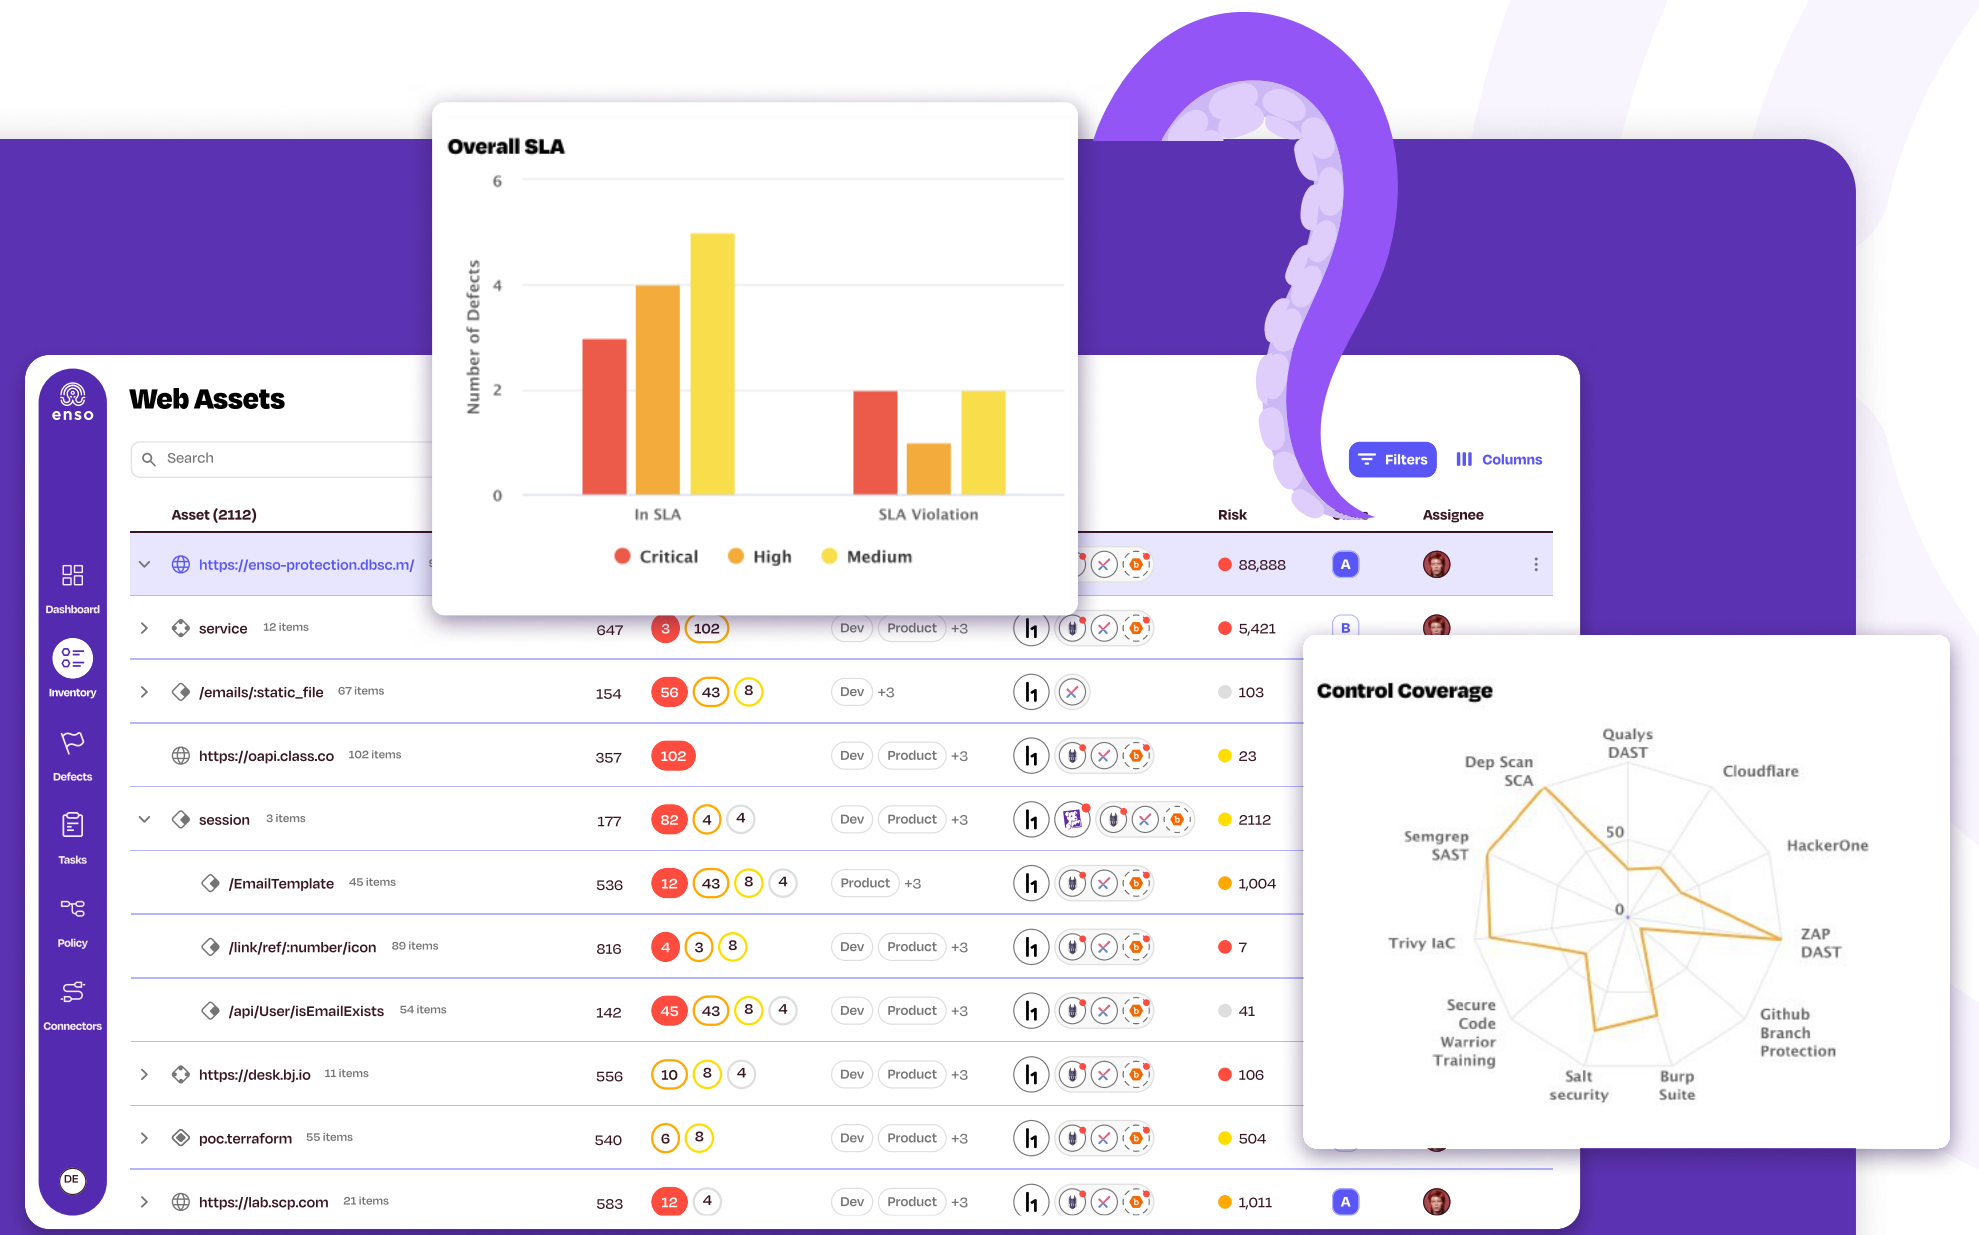 Overall SLA
6
4
2
0
Number of Defects
In SLA
SLA Violation
Critical
High
Medium
enso
Dashboard
Inventory
Defects
Tasks
Policy
Connectors
DE
Web Assets
Search
Filters
Columns
Asset (2112)
Risk
Assignee
https://enso-protection.dbsc.m/
88,888
A
service 12 items 647 3 102 Dev Product +3 5,421 B
/emails/:static_file 67 items 154 56 43 8 Dev +3 103
https://oapi.class.co 102 items 357 102 Dev Product +3 23
session 3 items 177 82 4 4 Dev Product +3 2112
/EmailTemplate 45 items 536 12 43 8 4 Product +3 1,004
/link/ref/:number/icon 89 items 816 4 3 8 Dev Product +3 7
/api/User/isEmailExists 54 items 142 45 43 8 4 Dev Product +3 41
https://desk.bj.io 11 items 556 10 8 4 Dev Product +3 106
poc.terraform 55 items 540 6 8 Dev Product +3 504
https://lab.scp.com 21 items 583 12 4 Dev Product +3 1,011 A
Control Coverage
Qualys
DAST
Cloudflare
HackerOne
ZAP
DAST
Github
Branch
Protection
Burp
Suite
Salt
security
Secure
Code
Warrior
Training
Trivy IaC
Semgrep
SAST
Dep Scan
SCA
50
0